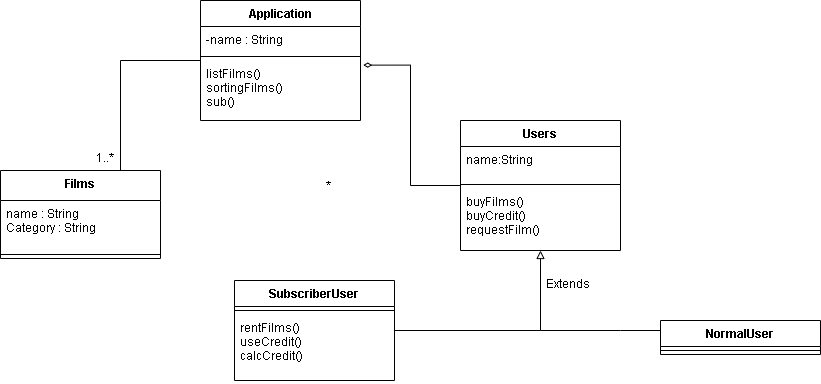 Application
-name : String
listFilms()
sortingFilms()
sub()
1..*
Films
name : String
Category : String
*
Users
name:String
buyFilms()
buyCredit()
requestFilm()
Extends
SubscriberUser
rentFilms()
useCredit()
calcCredit()
NormalUser